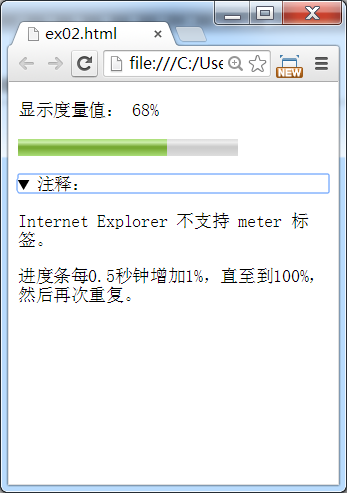 ex02.html
file:///C:/Use
NEW
显示度量值： 68%
▼ 注释：
Internet Explorer 不支持 meter 标
签。
进度条每0.5秒钟增加1%，直至到100%，
然后再次重复。